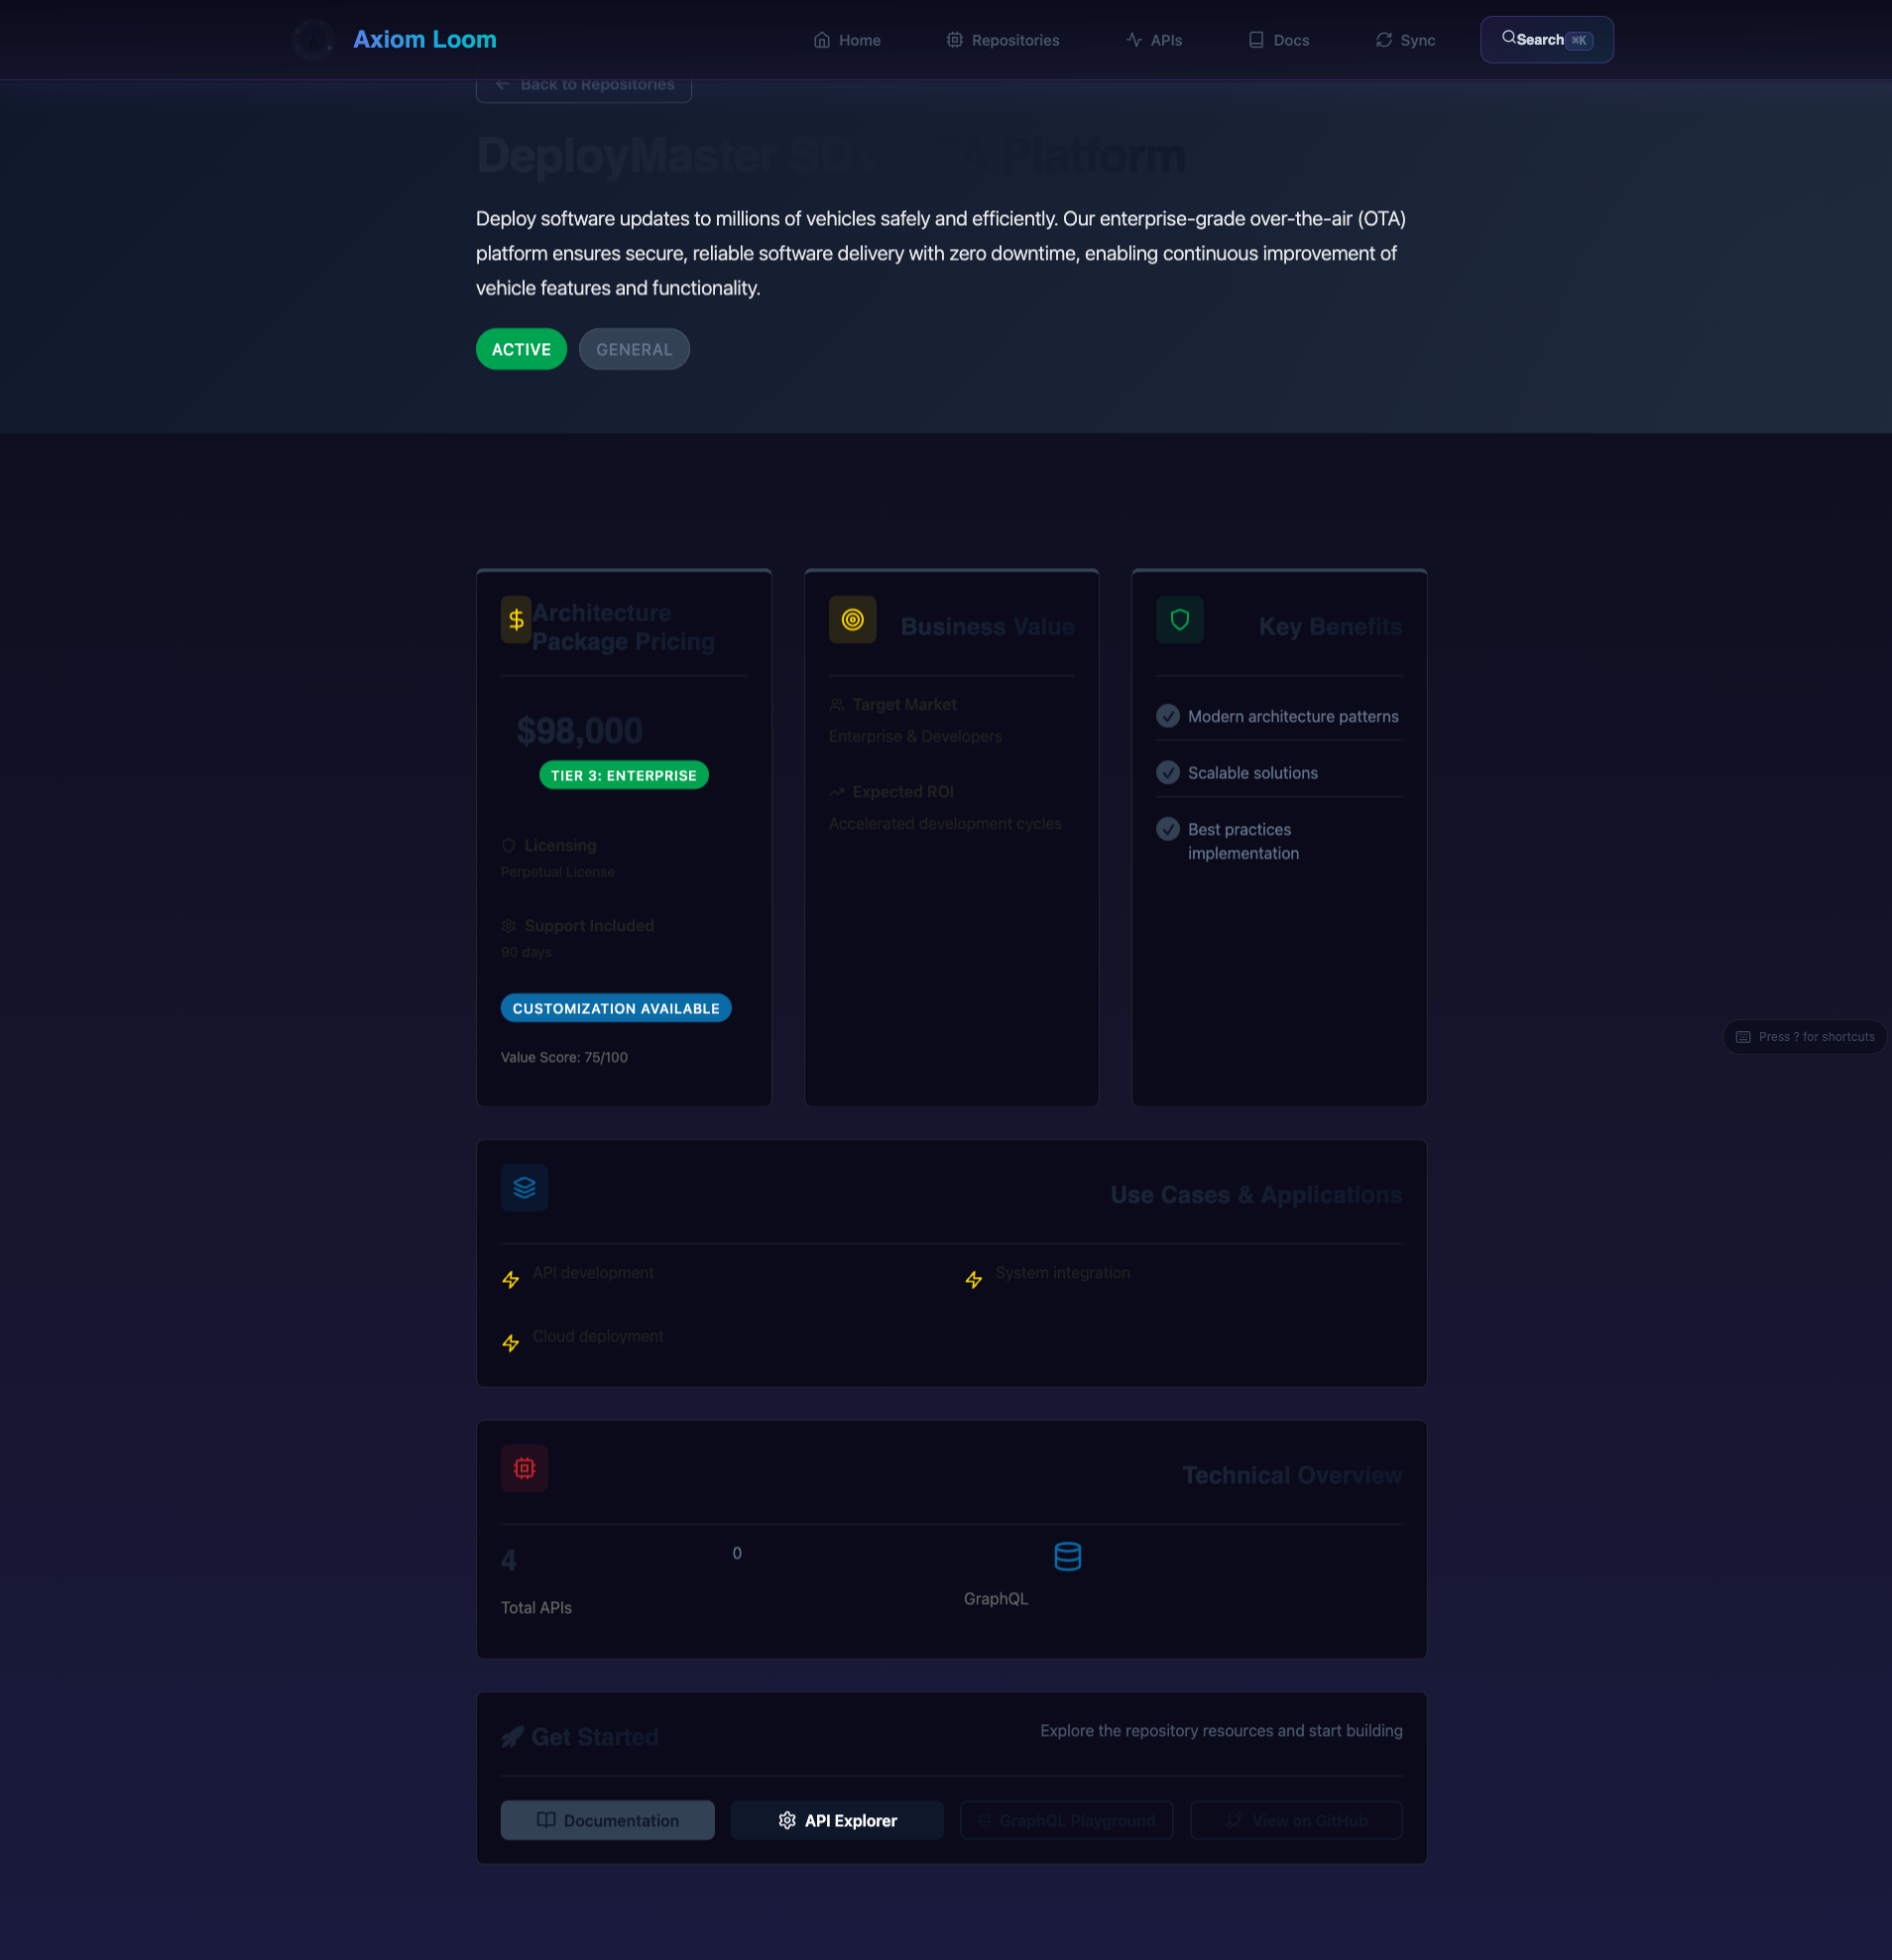 Axiom Loom
Home
Repositories
APIs
Docs
Sync
Search ⌘K
Back to Repositories
DeployMaster SDV OTA Platform
Deploy software updates to millions of vehicles safely and efficiently. Our enterprise-grade over-the-air (OTA)
platform ensures secure, reliable software delivery with zero downtime, enabling continuous improvement of
vehicle features and functionality.
ACTIVE
GENERAL
Architecture
Package Pricing
$98,000
TIER 3: ENTERPRISE
Licensing
Perpetual License
Support Included
90 days
CUSTOMIZATION AVAILABLE
Value Score: 75/100
Business Value
Target Market
Enterprise & Developers
Expected ROI
Accelerated development cycles
Key Benefits
Modern architecture patterns
Scalable solutions
Best practices
implementation
Press ? for shortcuts
Use Cases & Applications
API development
System integration
Cloud deployment
Technical Overview
4
Total APIs
0
GraphQL
Get Started
Explore the repository resources and start building
Documentation
API Explorer
GraphQL Playground
View on GitHub